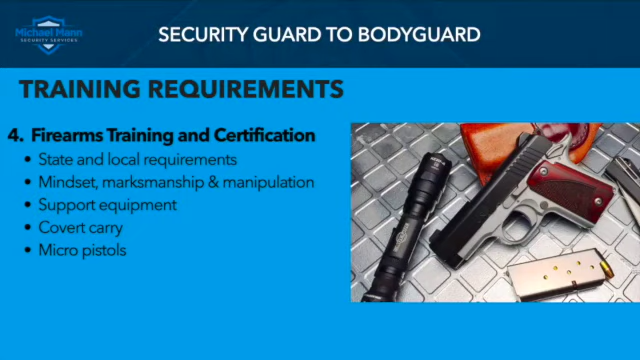 Michael Mann
SECURITY SERVICES
SECURITY GUARD TO BODYGUARD
TRAINING REQUIREMENTS
4. Firearms Training and Certification
• State and local requirements
• Mindset, marksmanship & manipulation
• Support equipment
• Covert carry
• Micro pistols